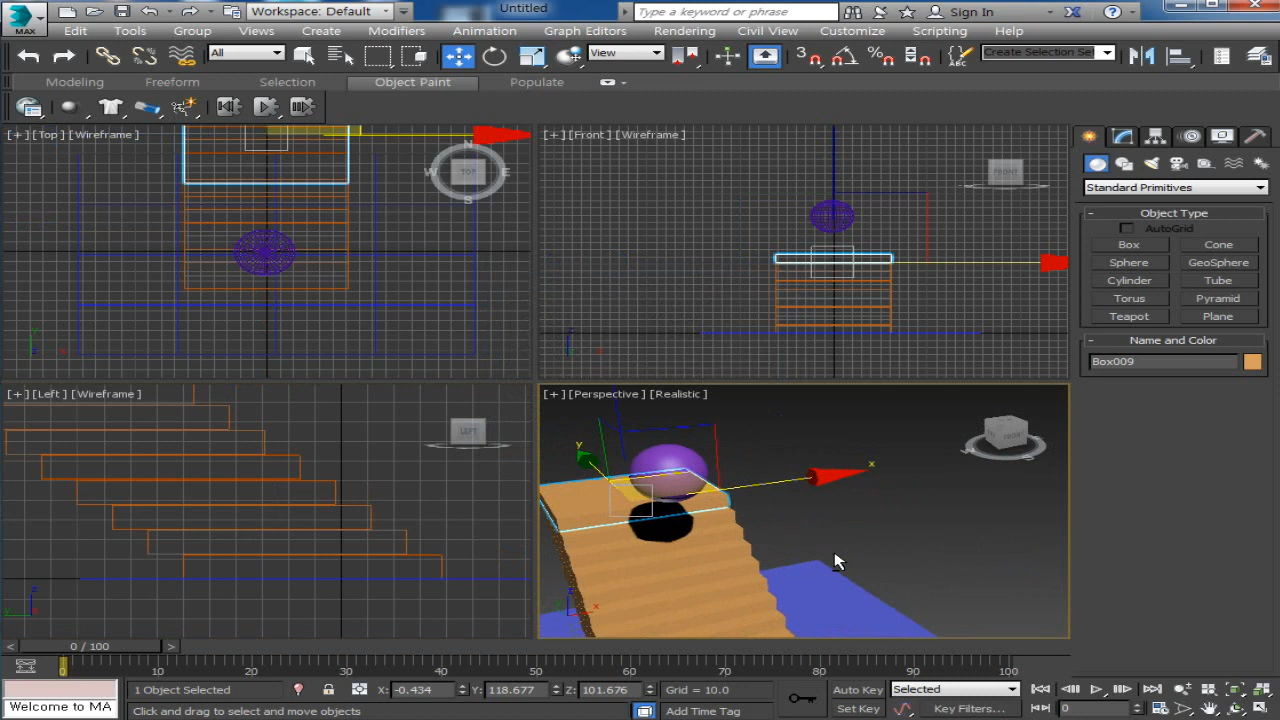 Workspace: Default
Untitled
Type a keyword or phrase
Sign In
MAX
Edit Tools Group Views Create Modifiers Animation Graph Editors Rendering Civil View Customize Scripting Help
All
View
Create Selection Se
Modeling Freeform Selection Object Paint Populate
[+] [Top] [Wireframe]
N
W TOP E
S
[+] [Front] [Wireframe]
FRONT
Standard Primitives
Object Type
AutoGrid
Box Cone
Sphere GeoSphere
Cylinder Tube
Torus Pyramid
Teapot Plane
Name and Color
Box009
[+] [Left] [Wireframe]
LEFT
[+] [Perspective] [Realistic]
FRONT
y
x
z
x
0 / 100
0 10 20 30 40 50 60 70 80 90 100
1 Object Selected
X: -0.434 Y: 118.677 Z: 101.676
Grid = 10.0
Auto Key Selected
Welcome to MA
Click and drag to select and move objects
Add Time Tag
Set Key Key Filters...
0